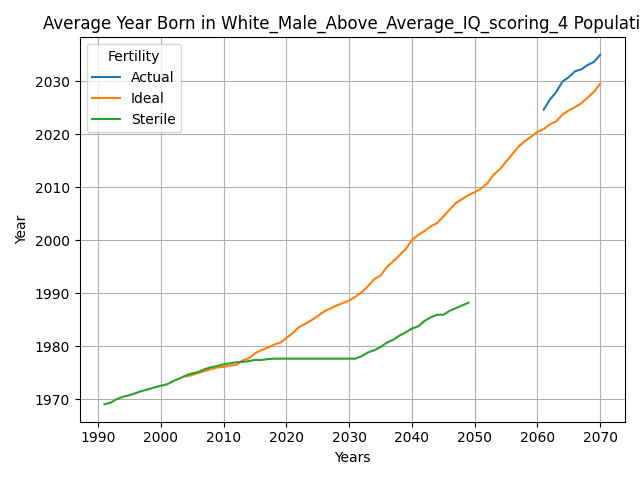 Average Year Born in White_Male_Above_Average_IQ_scoring_4 Populati
Fertility
Actual
Ideal
Sterile
Year
2030
2020
2010
2000
1990
1980
1970
1990 2000 2010 2020 2030 2040 2050 2060 2070
Years